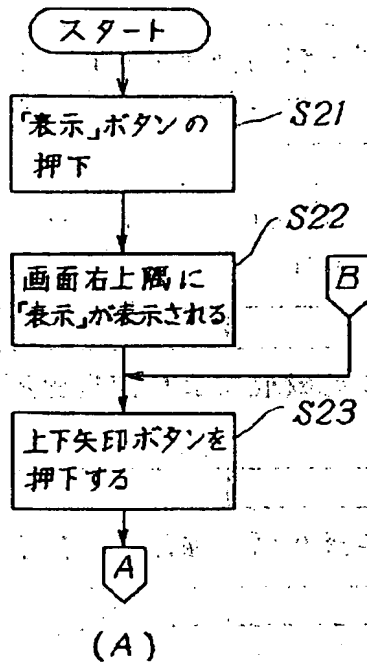 スタート
「表示」ボタンの
押下
S21
画面右上隅に
「表示」が表示される
S22
B
上下矢印ボタンを
押下する
S23
A
(A)